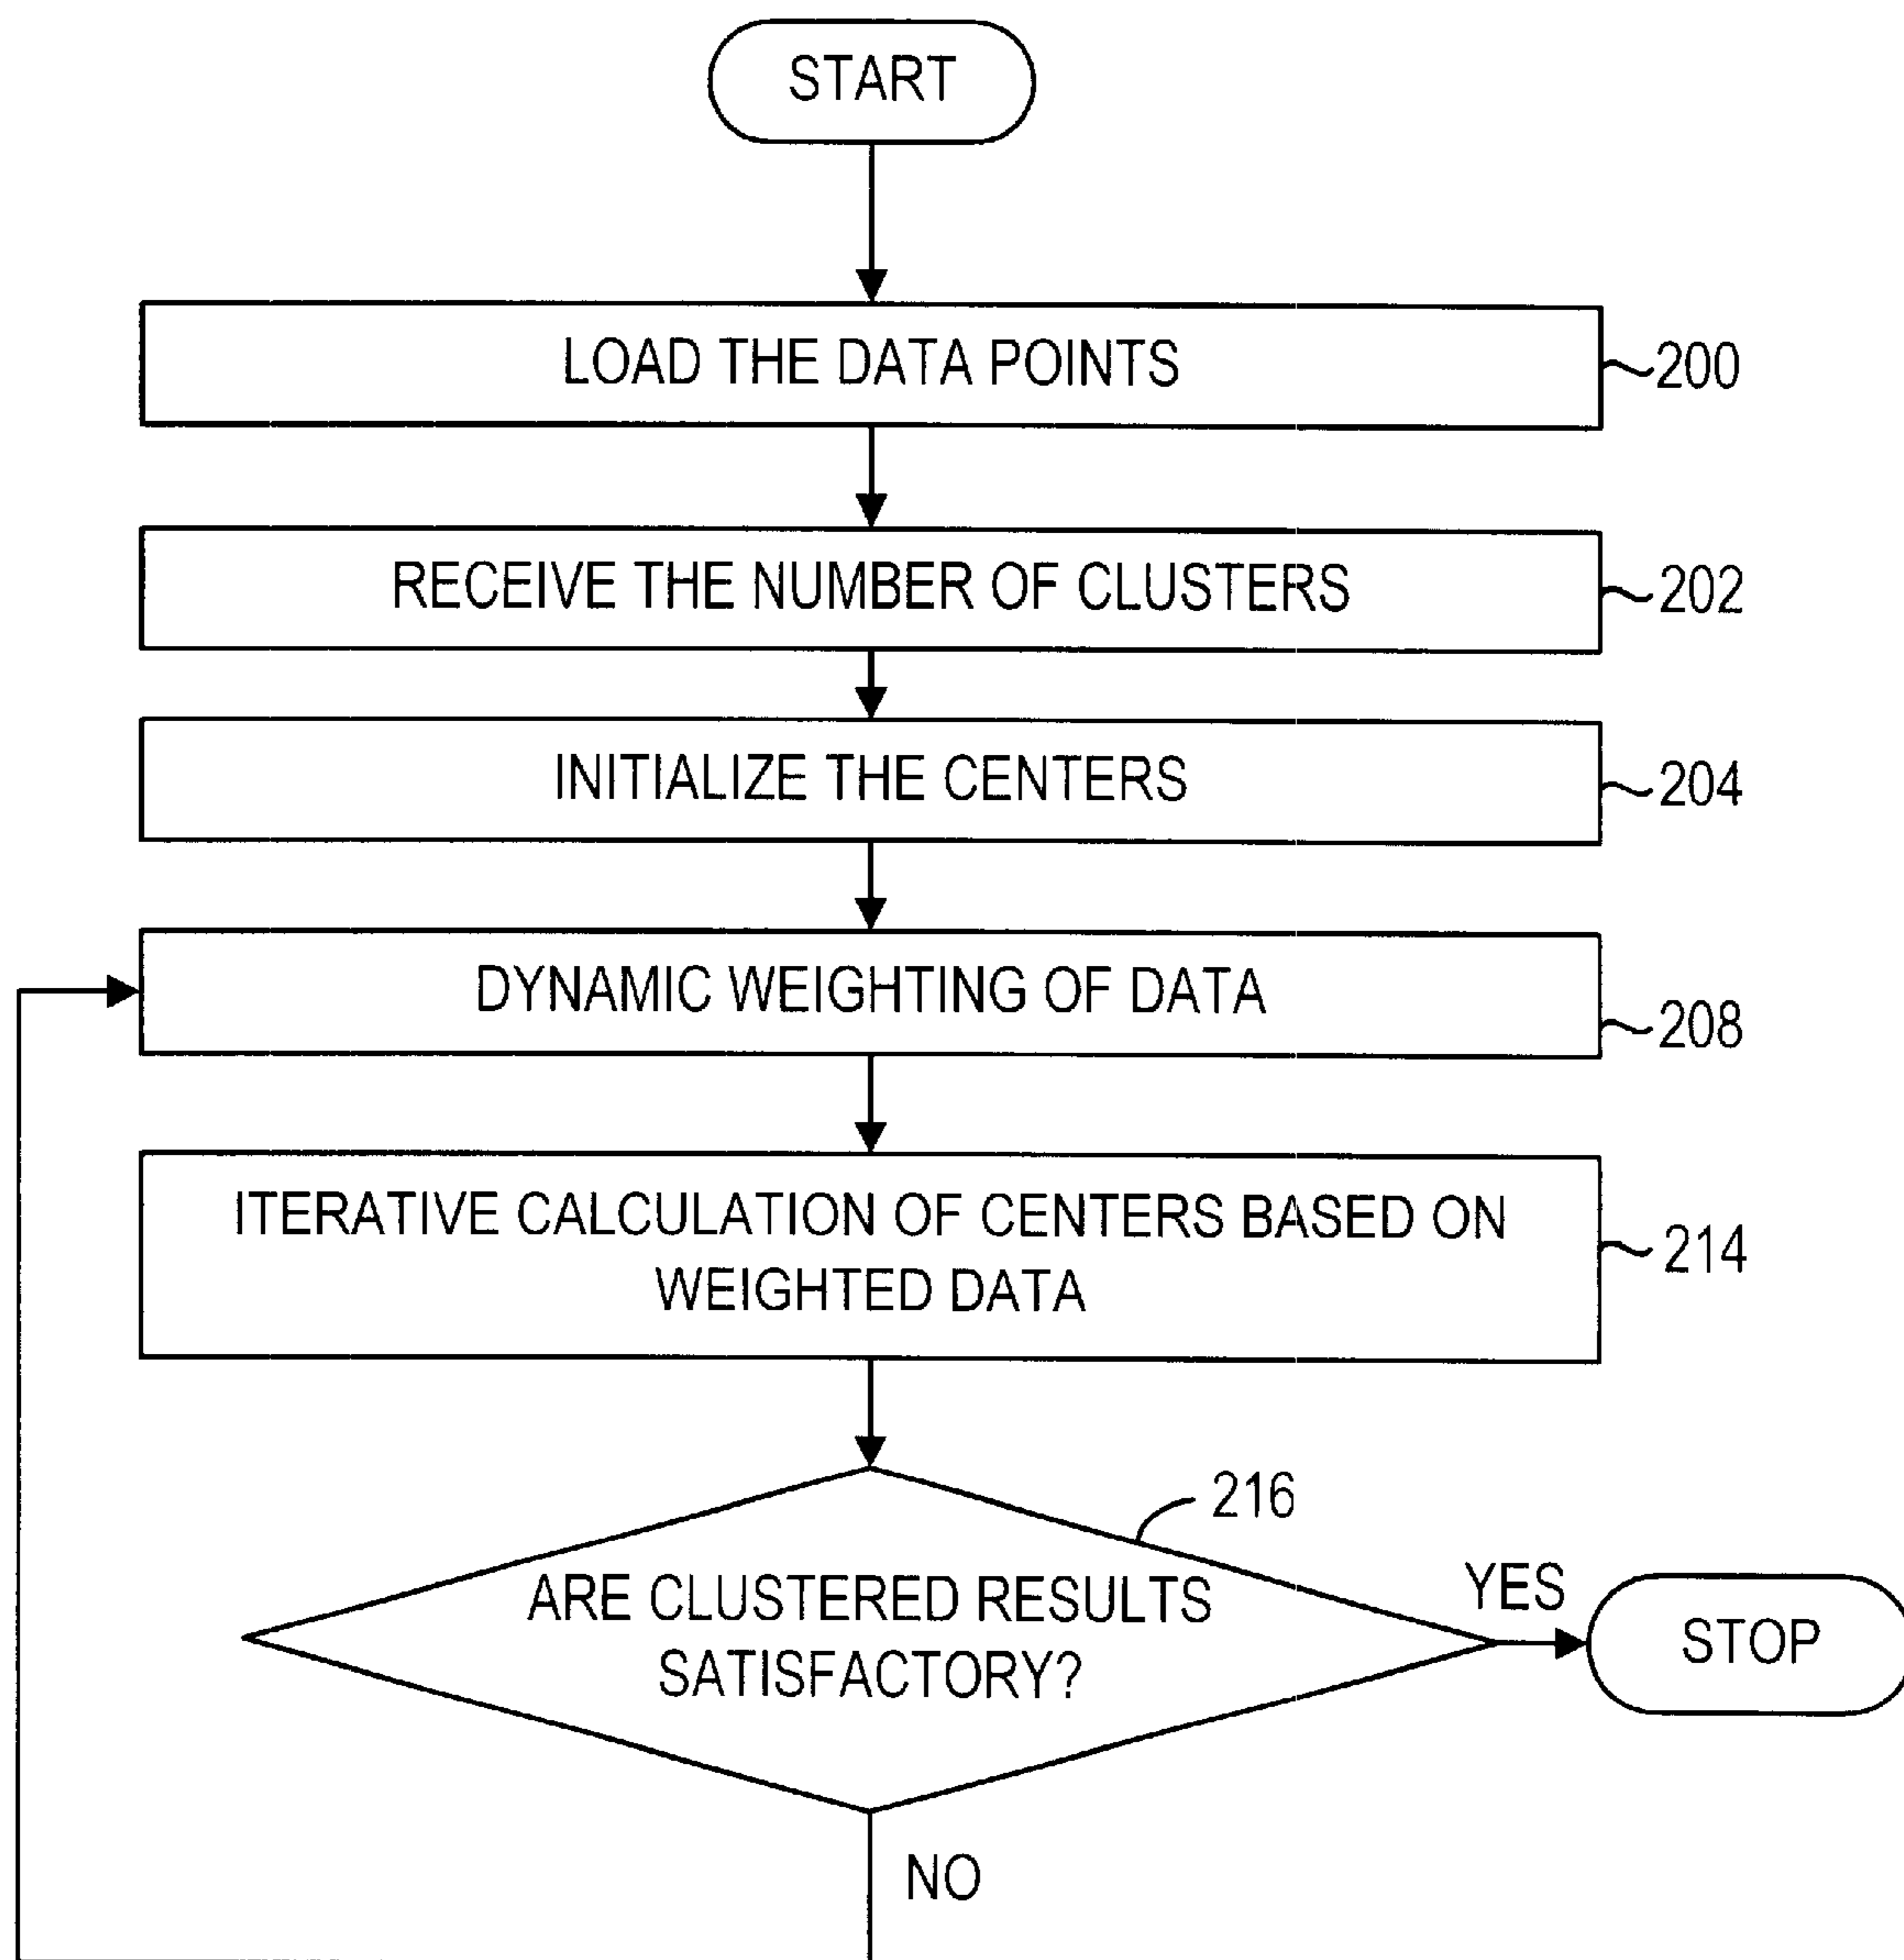 START
LOAD THE DATA POINTS
200
RECEIVE THE NUMBER OF CLUSTERS
202
INITIALIZE THE CENTERS
204
DYNAMIC WEIGHTING OF DATA
208
ITERATIVE CALCULATION OF CENTERS BASED ON
WEIGHTED DATA
214
216
ARE CLUSTERED RESULTS
SATISFACTORY?
YES
STOP
NO